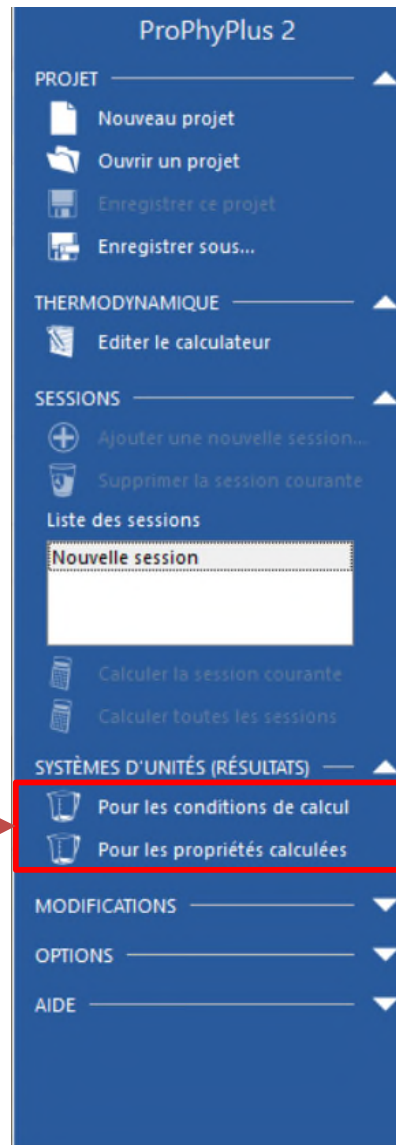 ProPhyPlus 2
PROJET
Nouveau projet
Ouvrir un projet
Enregistrer ce projet
Enregistrer sous...
THERMODYNAMIQUE
Editer le calculateur
SESSIONS
Ajouter une nouvelle session...
Supprimer la session courante
Liste des sessions
Nouvelle session
Calculer la session courante
Calculer toutes les sessions
SYSTÈMES D'UNITÉS (RÉSULTATS)
Pour les conditions de calcul
Pour les propriétés calculées
MODIFICATIONS
OPTIONS
AIDE